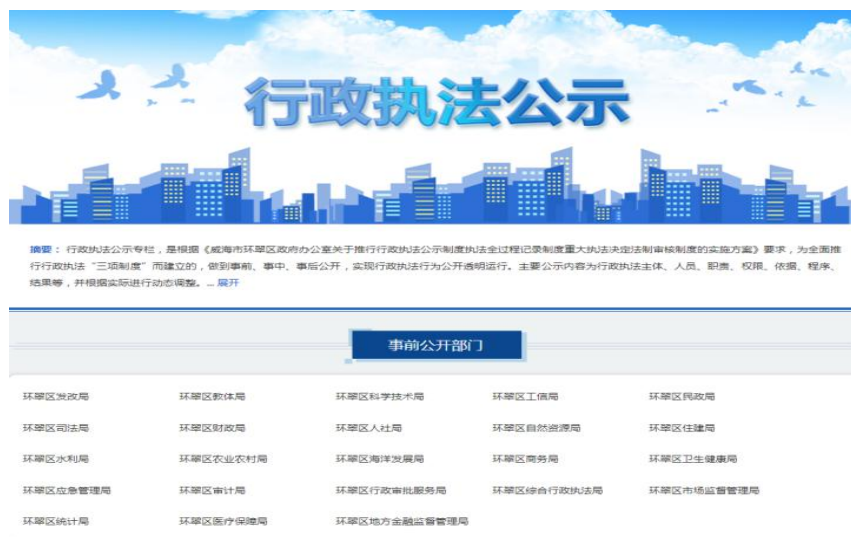 行政执法公示
摘要：行政执法公示专栏，是根据《威海市环翠区政府办公室关于推行行政执法公示制度执法全过程记录制度重大执法决定法制审核制度的实施方案》要求，为全面推
行行政执法“三项制度”而建立的，做到事前、事中、事后公开，实现行政执法行为公开透明运行。主要公示内容为行政执法主体、人员、职责、权限、依据、程序、
结果等，并根据实际进行动态调整。... 展开
事前公开部门
环翠区发改局 环翠区教体局 环翠区科学技术局 环翠区工信局 环翠区民政局
环翠区司法局 环翠区财政局 环翠区人社局 环翠区自然资源局 环翠区住建局
环翠区水利局 环翠区农业农村局 环翠区海洋发展局 环翠区商务局 环翠区卫生健康局
环翠区应急管理局 环翠区审计局 环翠区行政审批服务局 环翠区综合行政执法局 环翠区市场监督管理局
环翠区统计局 环翠区医疗保障局 环翠区地方金融监督管理局